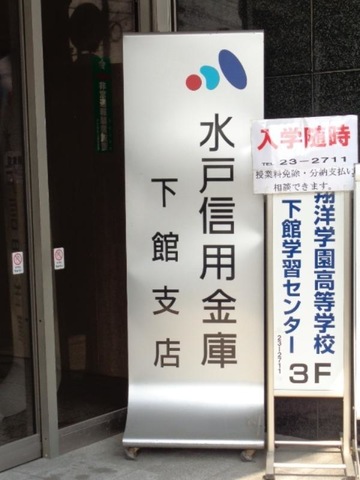 水戸信用金庫
下館支店
入学随時
TEL 23-2711
授業料免除・分納支払い
相談できます。
翔洋学園高等学校
下館学習センター
23-2711
3F